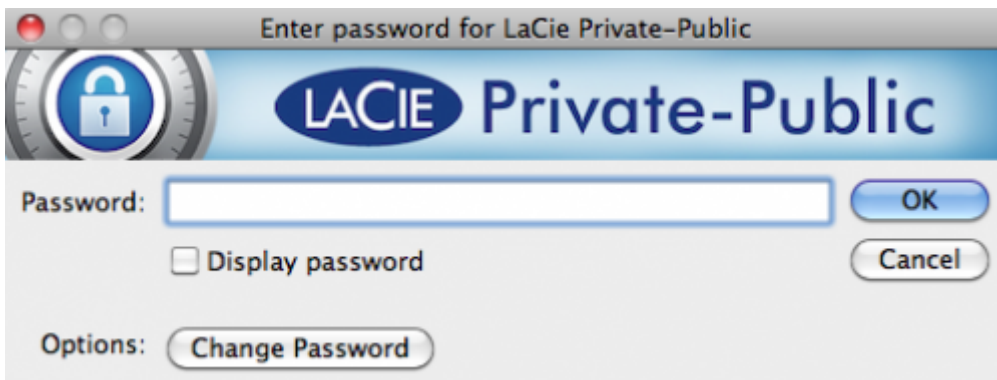 Enter password for LaCie Private-Public
LACIE Private-Public
Password:
OK
Display password
Cancel
Options:
Change Password